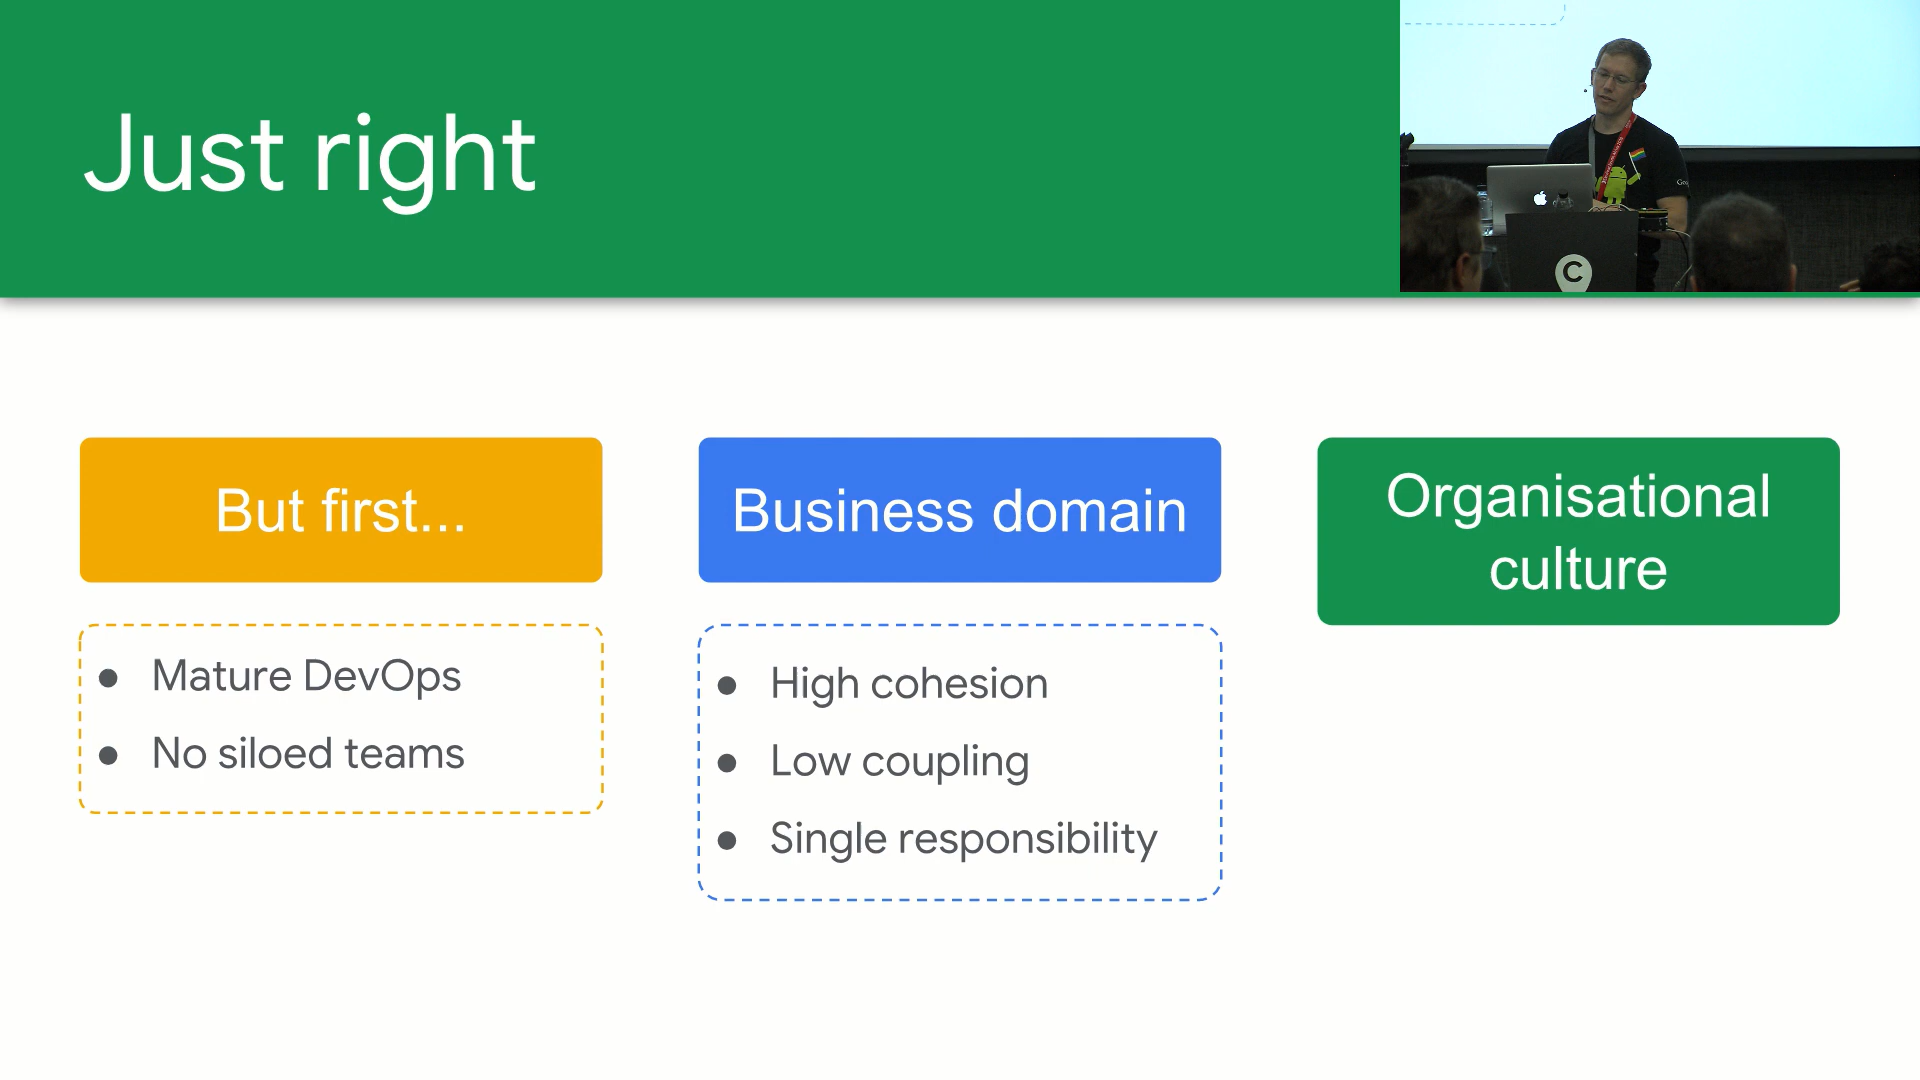 Just right
But first...
Mature DevOps
No siloed teams
Business domain
High cohesion
Low coupling
Single responsibility
Organisational
culture
C